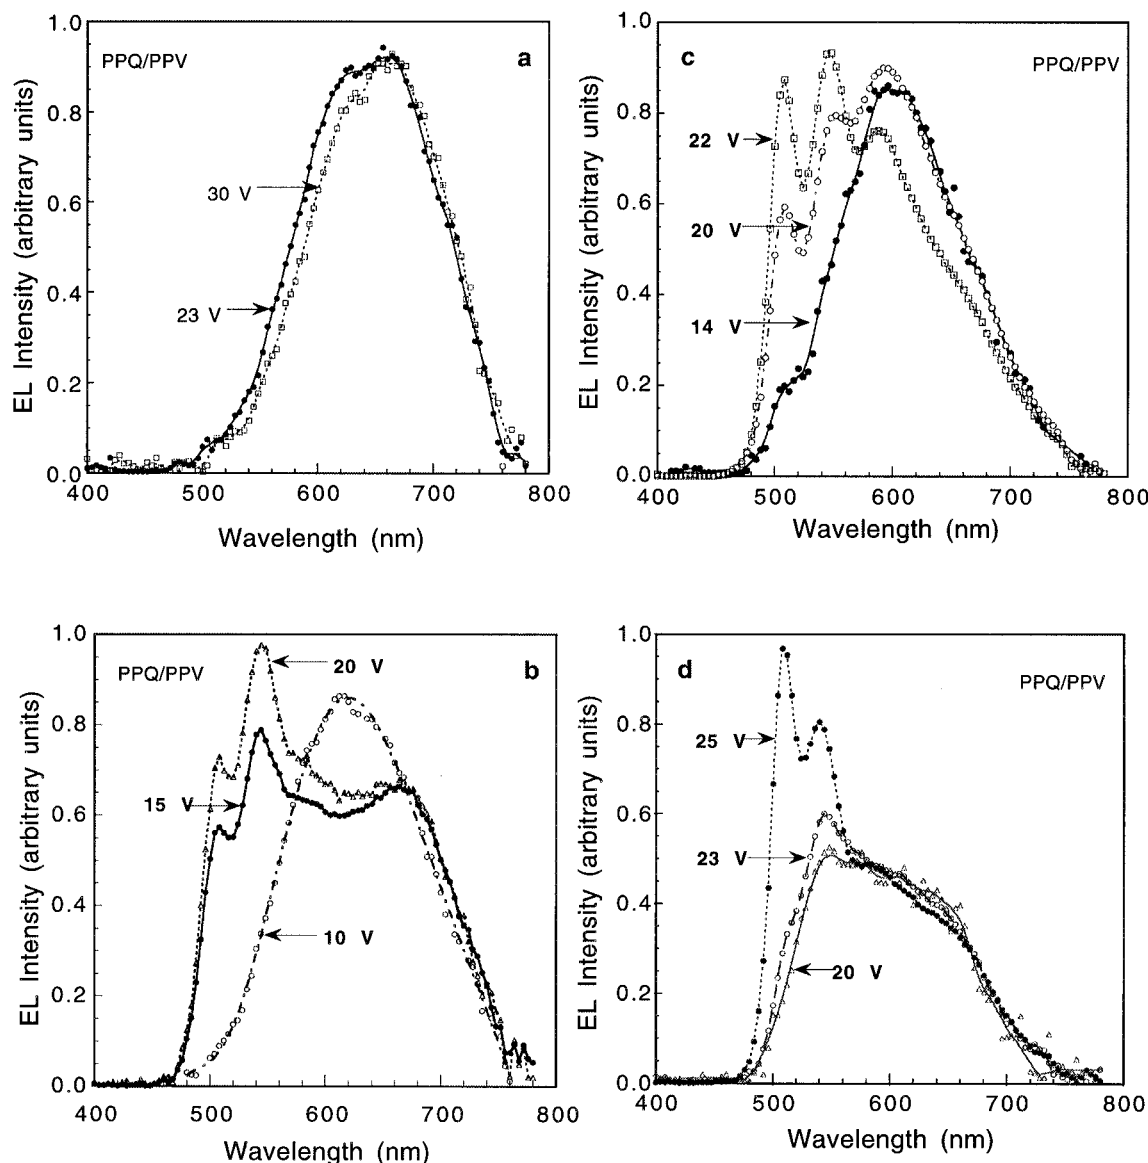 1.0
0.8
0.6
0.4
0.2
0.0
400
500
600
700
800
EL Intensity (arbitrary units)
Wavelength (nm)
PPQ/PPV
a
30 V
23 V
1.0
0.8
0.6
0.4
0.2
0.0
400
500
600
700
800
EL Intensity (arbitrary units)
Wavelength (nm)
c
PPQ/PPV
22 V
20 V
14 V
1.0
0.8
0.6
0.4
0.2
0.0
400
500
600
700
800
EL Intensity (arbitrary units)
Wavelength (nm)
PPQ/PPV
b
20 V
15 V
10 V
1.0
0.8
0.6
0.4
0.2
0.0
400
500
600
700
800
EL Intensity (arbitrary units)
Wavelength (nm)
d
PPQ/PPV
25 V
23 V
20 V